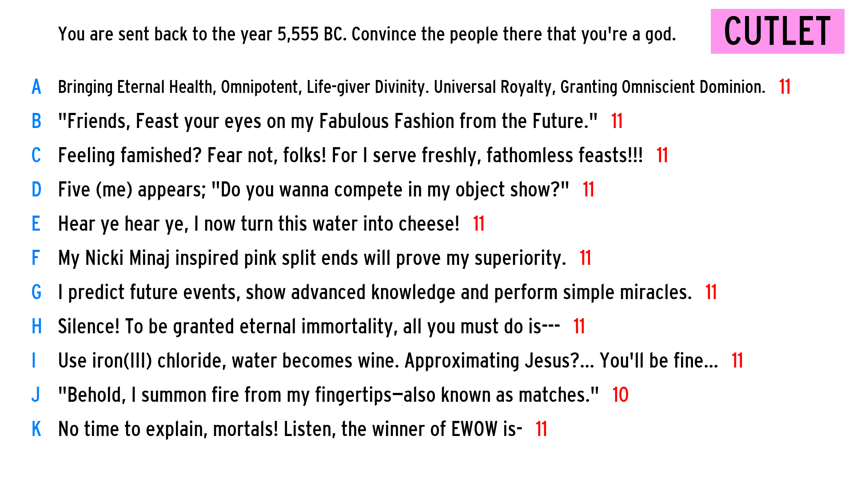 You are sent back to the year 5,555 BC. Convince the people there that you're a god.
CUTLET
A Bringing Eternal Health, Omnipotent, Life-giver Divinity. Universal Royalty, Granting Omniscient Dominion. 11
B "Friends, Feast your eyes on my Fabulous Fashion from the Future." 11
C Feeling famished? Fear not, folks! For I serve freshly, fathomless feasts!!! 11
D Five (me) appears; "Do you wanna compete in my object show?" 11
E Hear ye hear ye, I now turn this water into cheese! 11
F My Nicki Minaj inspired pink split ends will prove my superiority. 11
G I predict future events, show advanced knowledge and perform simple miracles. 11
H Silence! To be granted eternal immortality, all you must do is--- 11
I Use iron(III) chloride, water becomes wine. Approximating Jesus?... You'll be fine... 11
J "Behold, I summon fire from my fingertips—also known as matches." 10
K No time to explain, mortals! Listen, the winner of EWOW is- 11